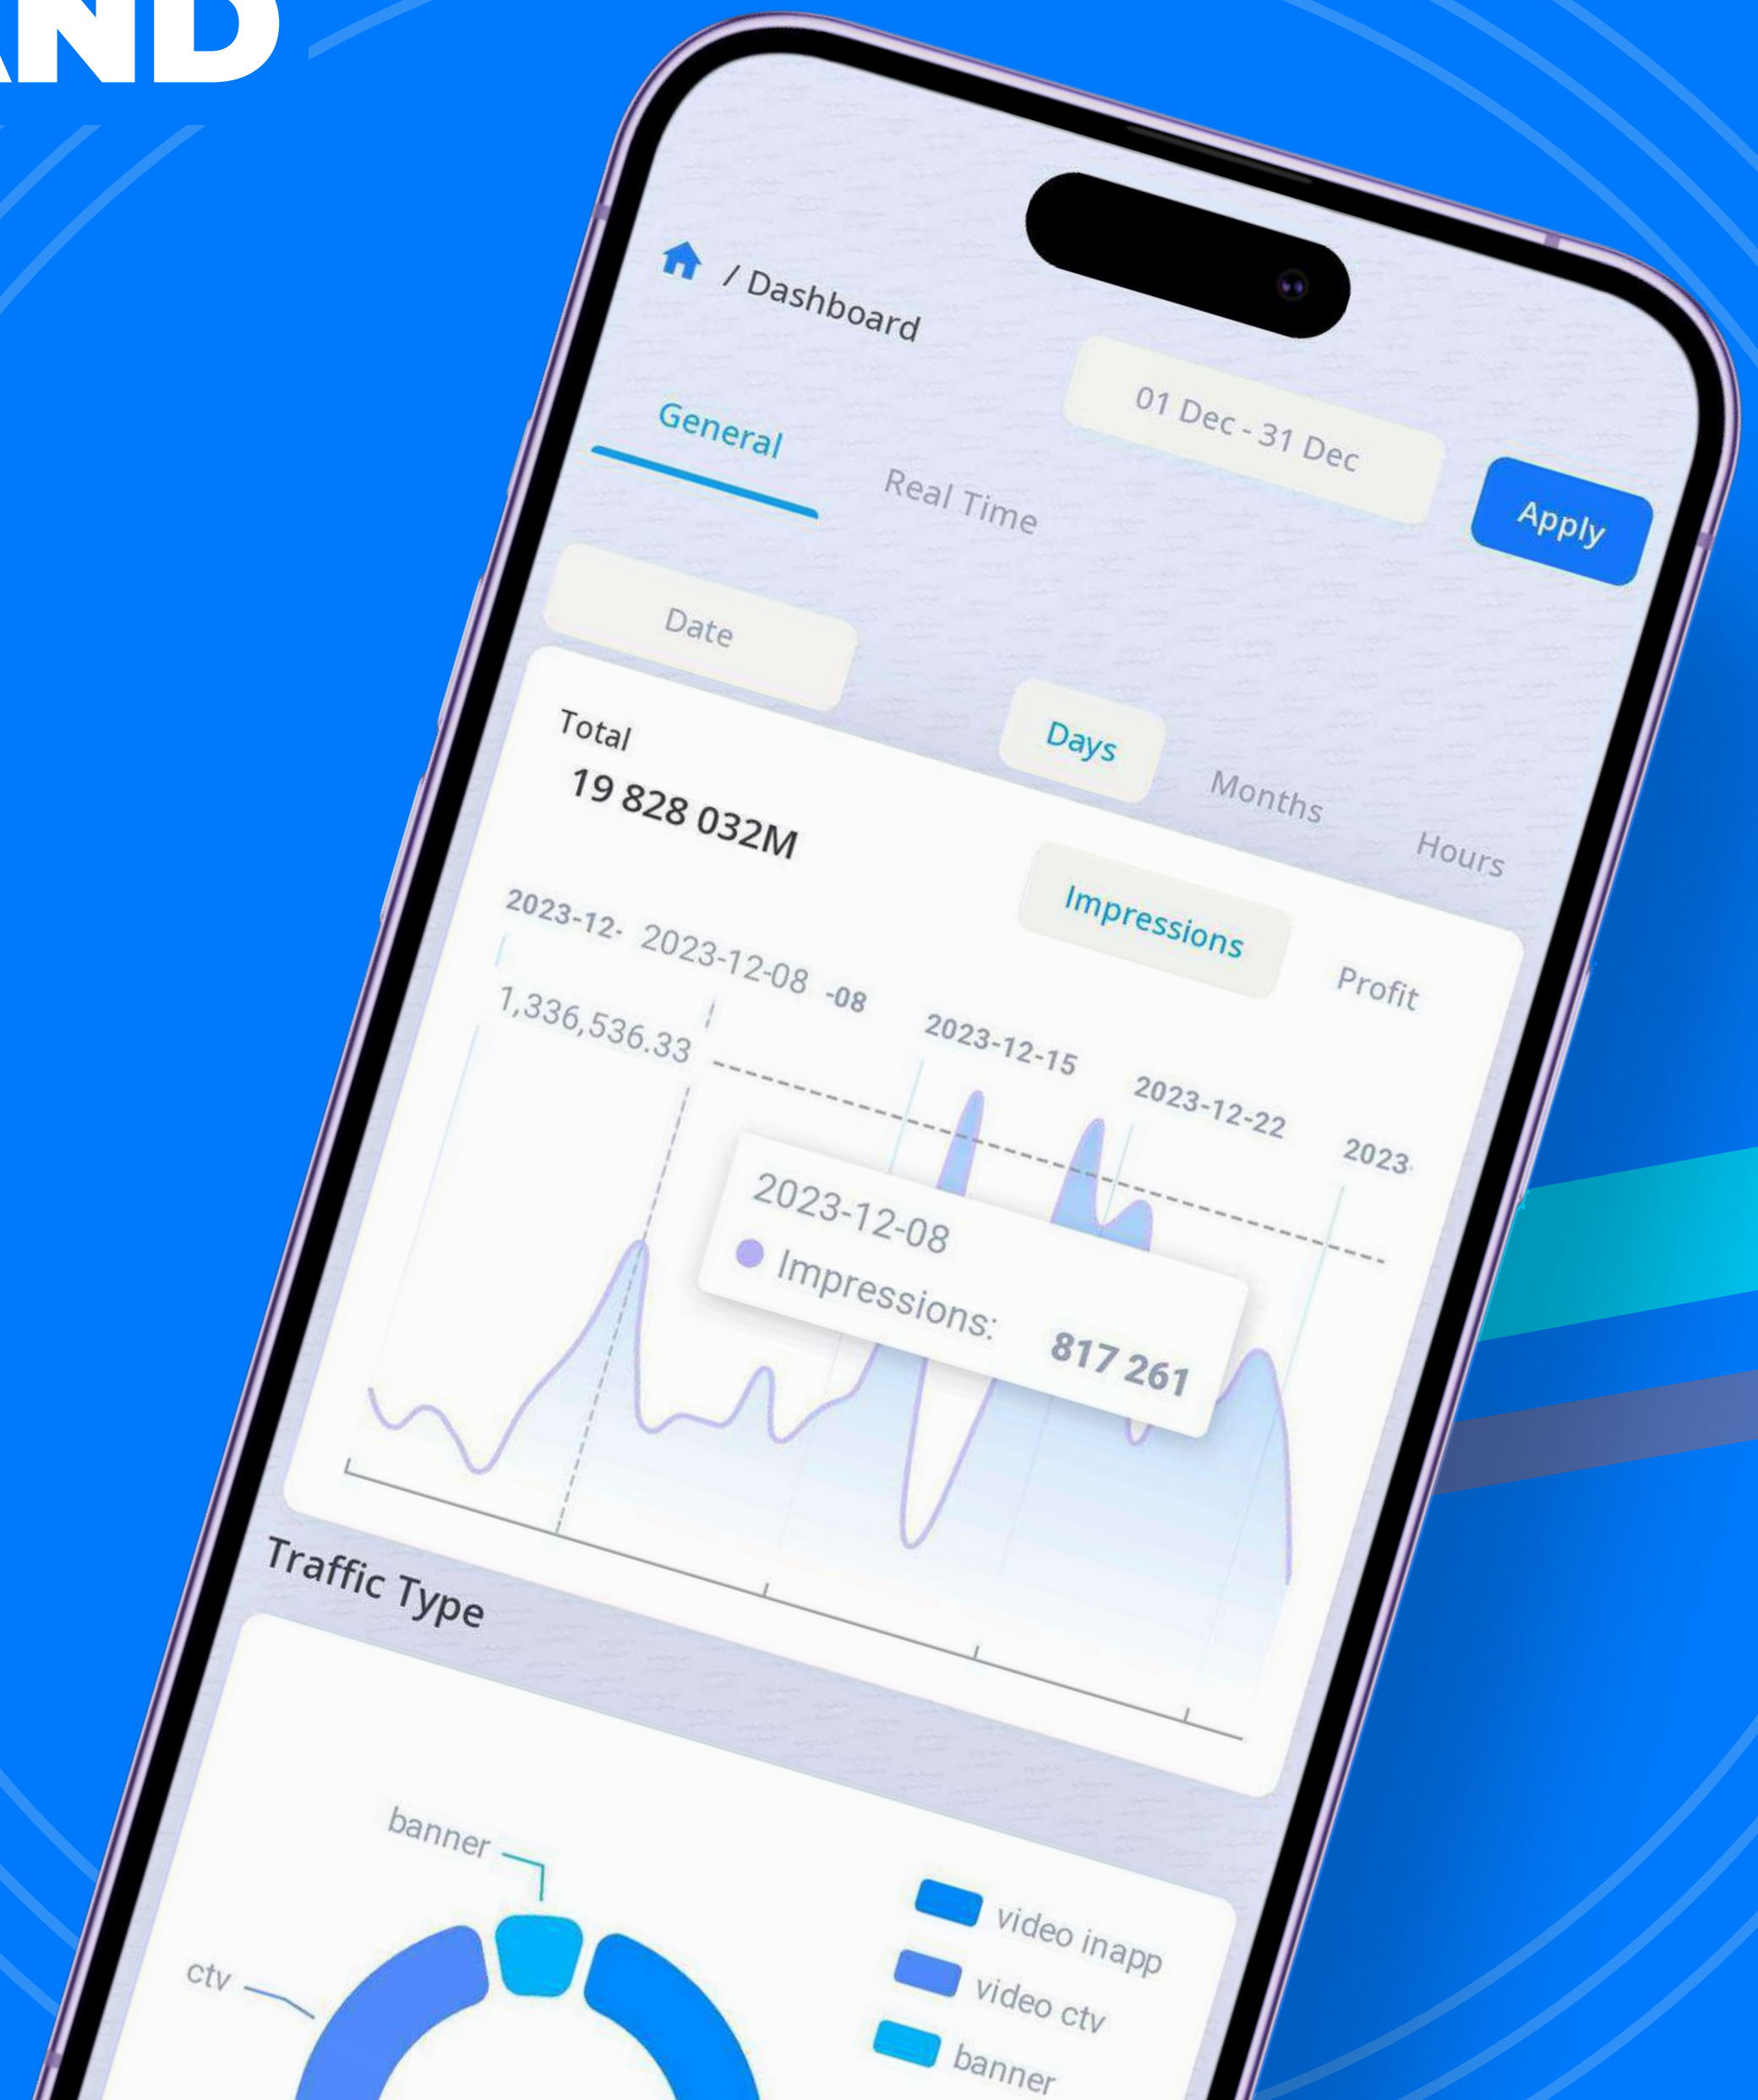 AND
/ Dashboard
01 Dec - 31 Dec
Apply
General
Real Time
Date
Days
Months
Hours
Total
19 828 032M
Impressions
Profit
2023-12- 2023-12-08 -08
2023-12-15
2023-12-22
2023-
1,336,536.33
2023-12-08
Impressions: 817 261
Traffic Type
banner
ctv
video inapp
video ctv
banner